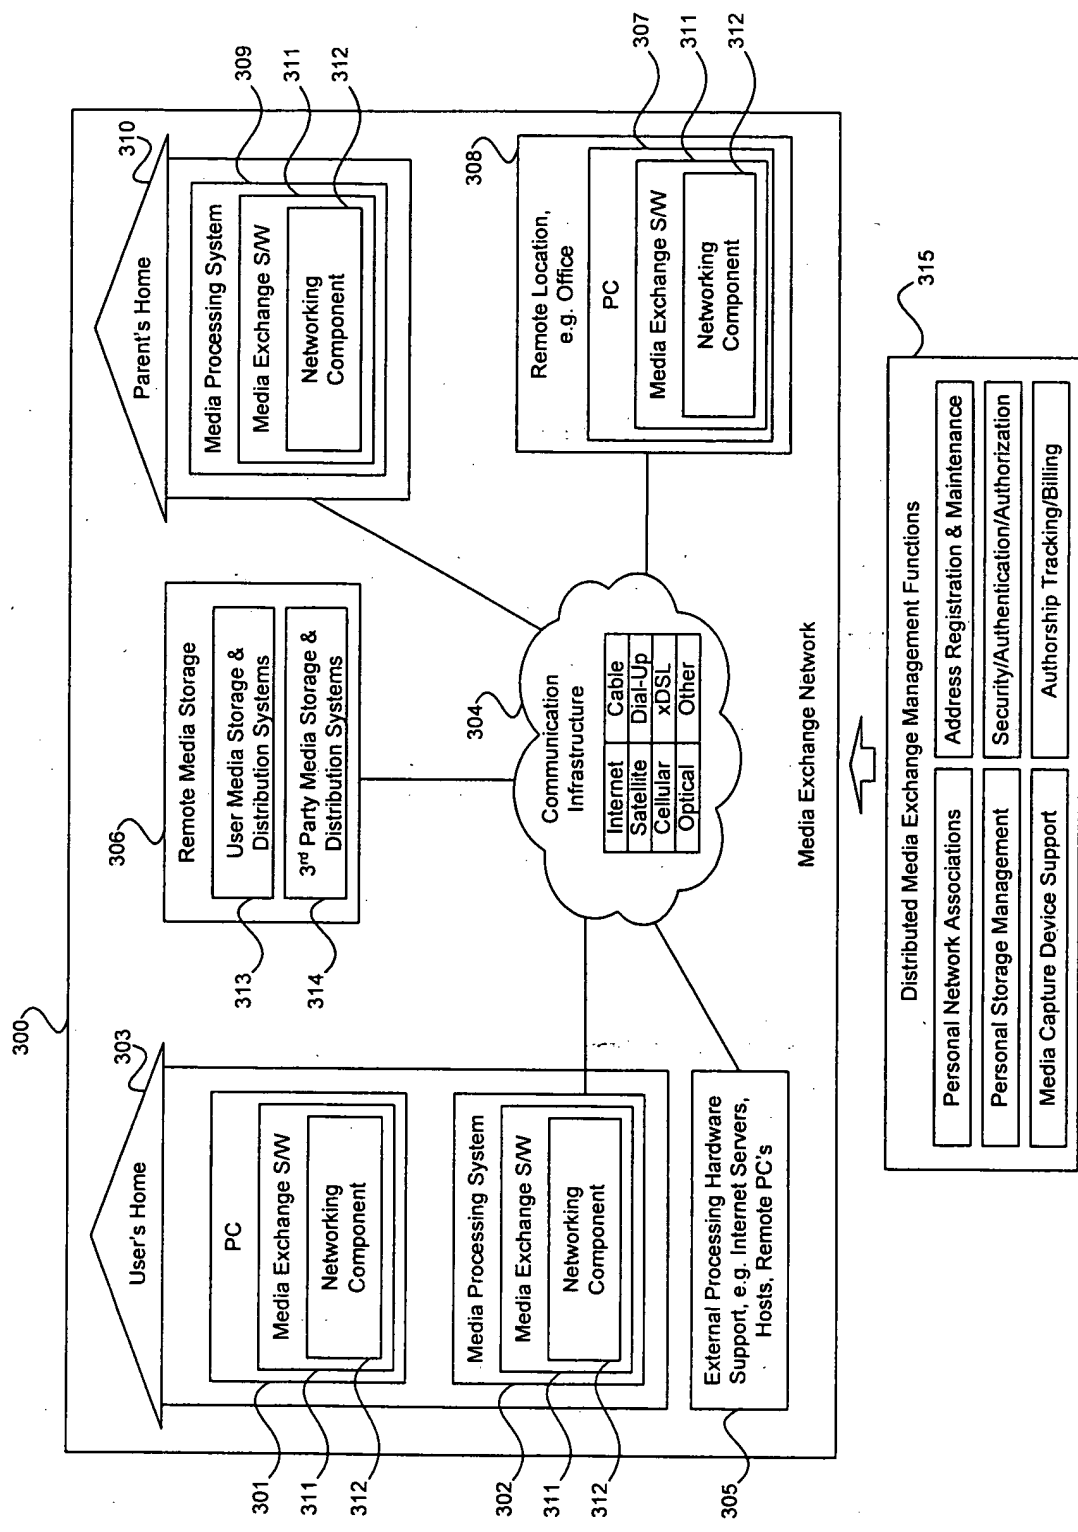 300
303
User's Home
PC
Media Exchange S/W
Networking
Component
301
311
312
Media Processing System
Media Exchange S/W
Networking
Component
302
311
312
External Processing Hardware
Support, e.g. Internet Servers,
Hosts, Remote PC's
305
306
Remote Media Storage
User Media Storage &
Distribution Systems
3rd Party Media Storage &
Distribution Systems
313
314
304
Communication
Infrastructure
Internet Cable
Satellite Dial-Up
Cellular xDSL
Optical Other
310
Parent's Home
Media Processing System
Media Exchange S/W
Networking
Component
309
311
312
308
Remote Location,
e.g. Office
PC
Media Exchange S/W
Networking
Component
307
311
312
Media Exchange Network
315
Distributed Media Exchange Management Functions
Personal Network Associations
Address Registration & Maintenance
Personal Storage Management
Security/Authentication/Authorization
Media Capture Device Support
Authorship Tracking/Billing